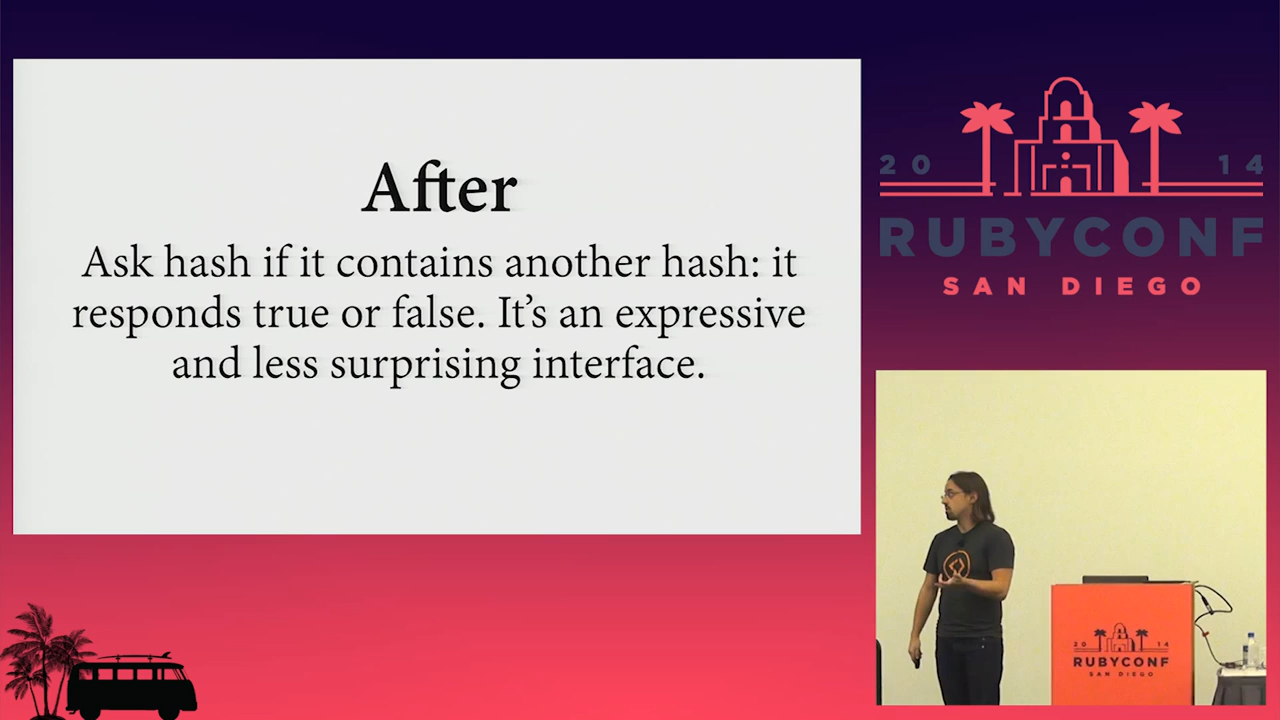 After
Ask hash if it contains another hash: it
responds true or false. It’s an expressive
and less surprising interface.
20 14
RUBYCONF
SAN DIEGO
20 14
RUBYCONF
SAN DIEGO